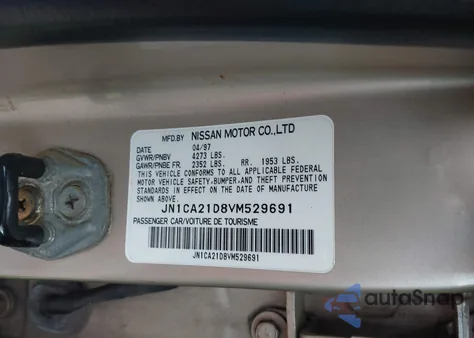 MFD.BY NISSAN MOTOR CO.,LTD
DATE 04/97
GVWR/PNBV 4273 LBS.
GAWR/PNBE FR. 2352 LBS. RR. 1953 LBS.
THIS VEHICLE CONFORMS TO ALL APPLICABLE FEDERAL
MOTOR VEHICLE SAFETY,BUMPER,AND THEFT PREVENTION
STANDARDS IN EFFECT ON THE DATE OF MANUFACTURE
SHOWN ABOVE.
JN1CA21D8VM529691
PASSENGER CAR/VOITURE DE TOURISME
JN1CA21D8VM529691
autoSnap